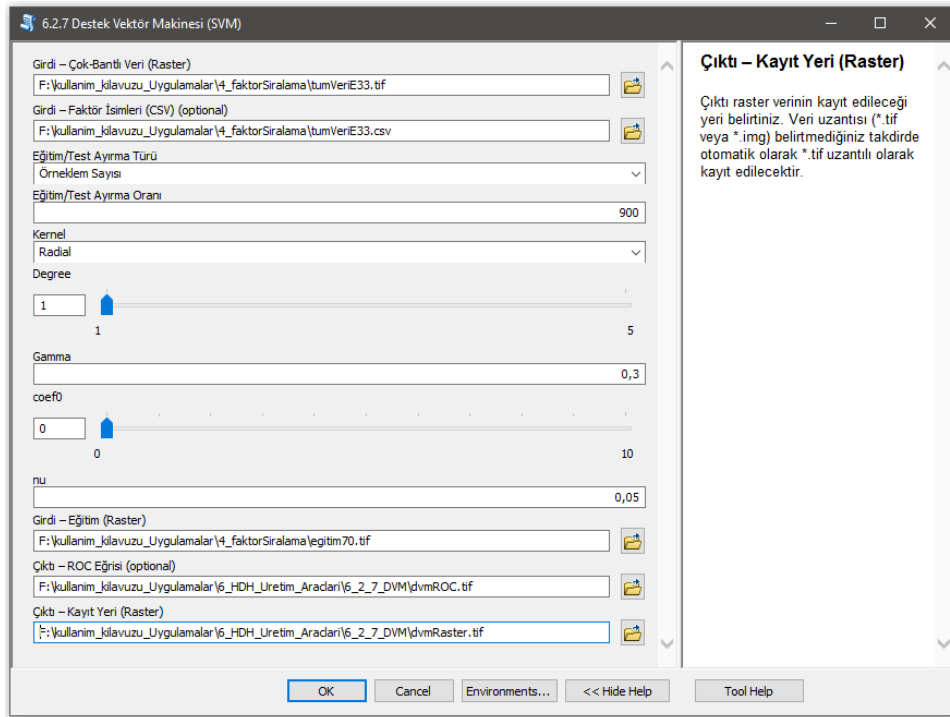 6.2.7 Destek Vektör Makinesi (SVM)
Girdi – Çok-Bantlı Veri (Raster)
F:\kullanim_kilavuzu_Uygulamalar\4_faktorSiralama\tumVeriE33.tif
Girdi – Faktör İsimleri (CSV) (optional)
F:\kullanim_kilavuzu_Uygulamalar\4_faktorSiralama\tumVeriE33.csv
Eğitim/Test Ayırma Türü
Örneklem Sayısı
Eğitim/Test Ayırma Oranı
900
Kernel
Radial
Degree
1
1 5
Gamma
0,3
coef0
0
0 10
nu
0,05
Girdi – Eğitim (Raster)
F:\kullanim_kilavuzu_Uygulamalar\4_faktorSiralama\egitim70.tif
Çıktı – ROC Eğrisi (optional)
F:\kullanim_kilavuzu_Uygulamalar\6_HDH_Uretim_Araclari\6_2_7_DVM\dvmROC.tif
Çıktı – Kayıt Yeri (Raster)
F:\kullanim_kilavuzu_Uygulamalar\6_HDH_Uretim_Araclari\6_2_7_DVM\dvmRaster.tif
OK Cancel Environments... << Hide Help Tool Help
Çıktı – Kayıt Yeri (Raster)
Çıktı raster verinin kayıt edileceği
yeri belirtiniz. Veri uzantısı (*.tif
veya *.img) belirtmediğiniz takdirde
otomatik olarak *.tif uzantılı olarak
kayıt edilecektir.